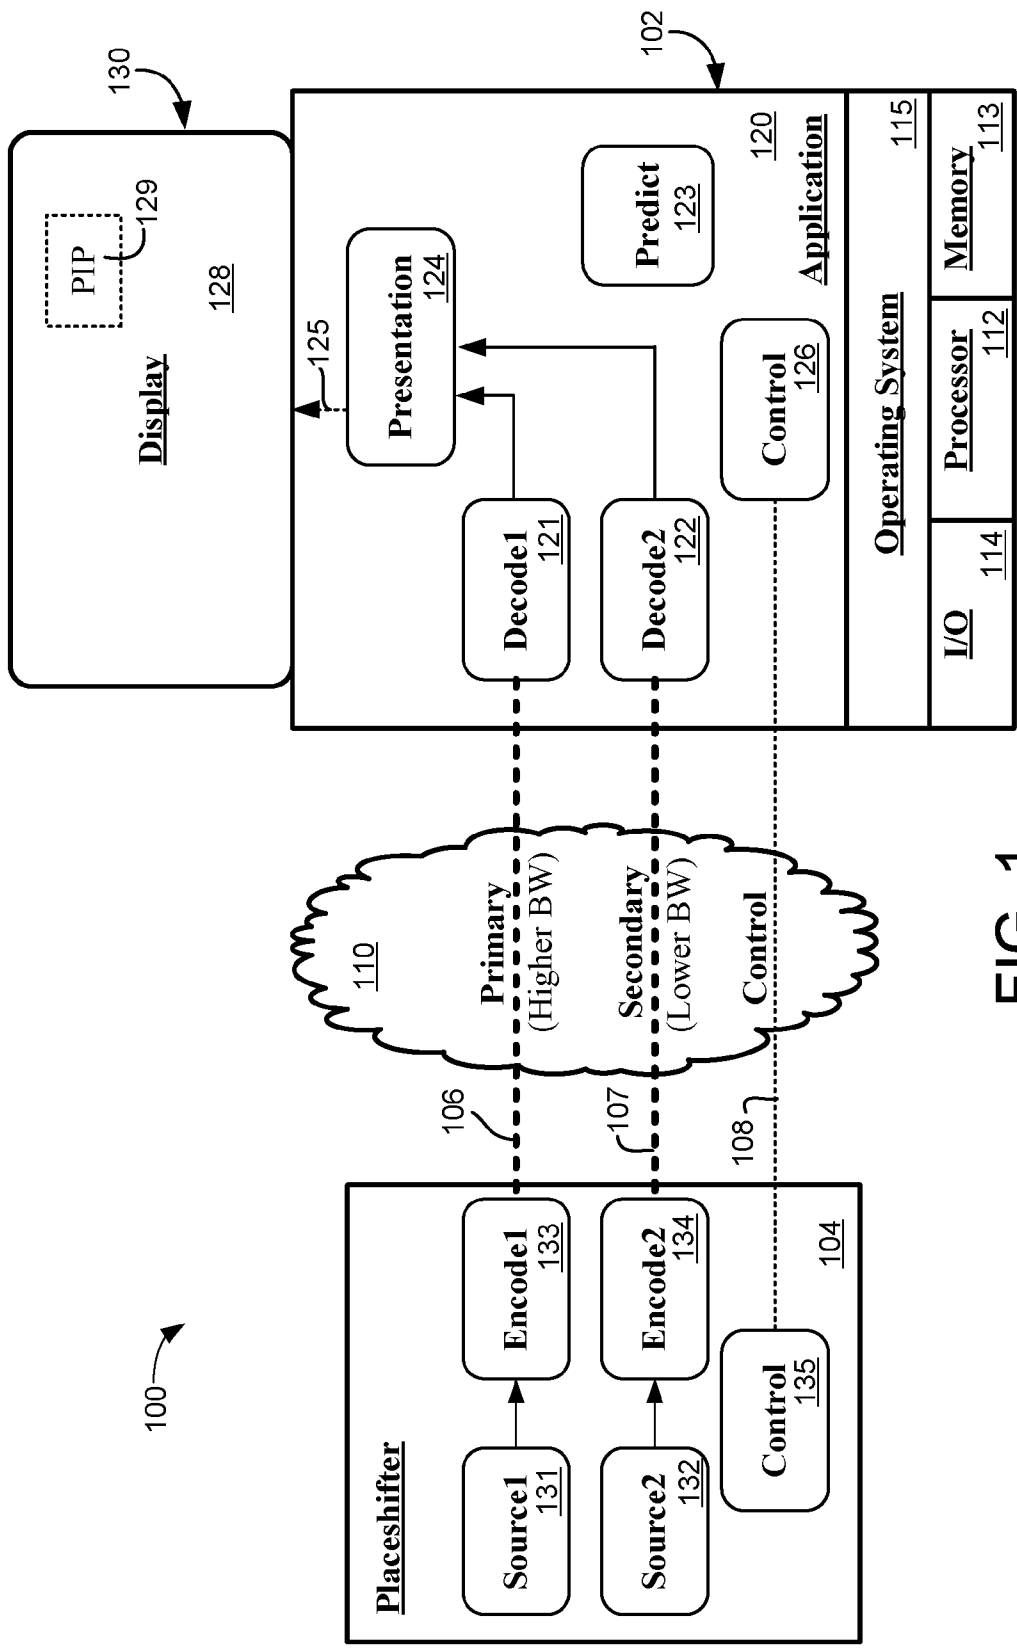 100
Placeshifter
Source1
131
Encode1
133
Source2
132
Encode2
134
Control
135
104
106
107
108
110
Primary
(Higher BW)
Secondary
(Lower BW)
Control
Display
128
PIP
129
130
125
Presentation
124
Decode1
121
Decode2
122
Predict
123
Control
126
Application
120
102
Operating System
115
I/O
114
Processor
112
Memory
113